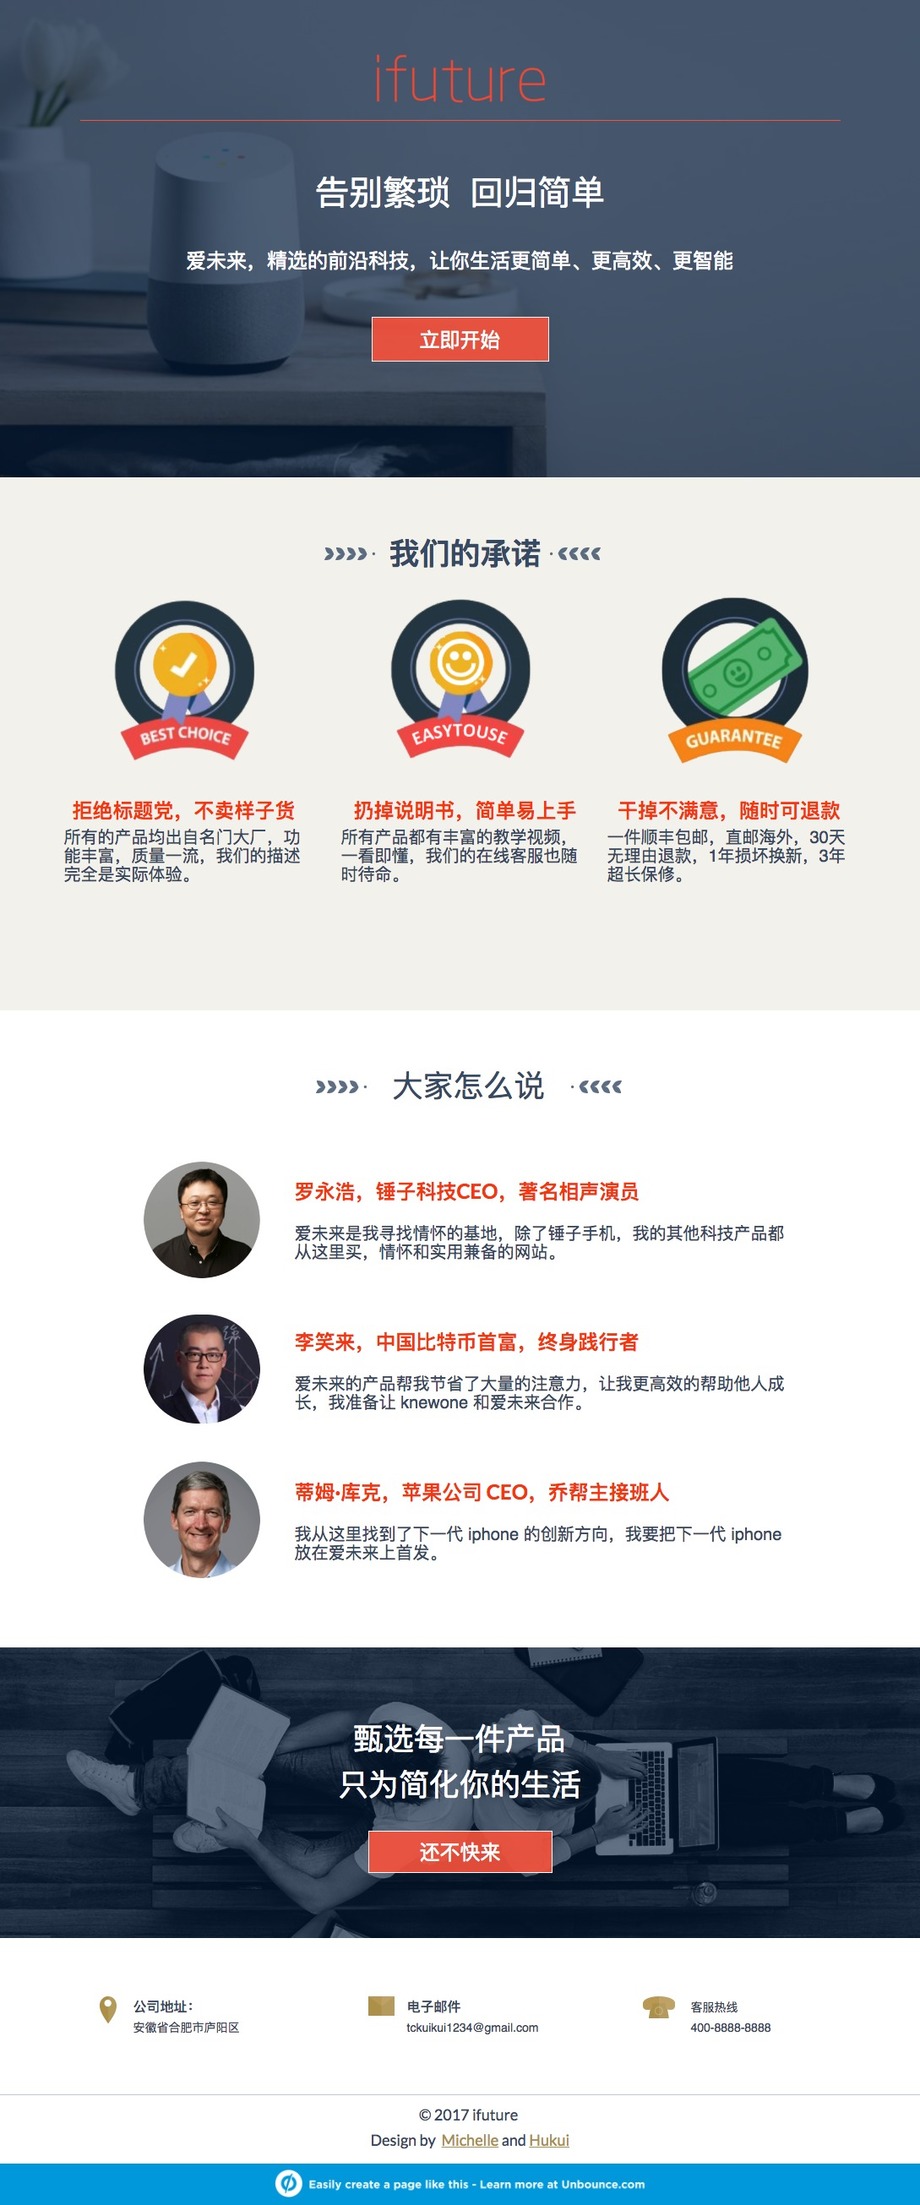 ifuture
告别繁琐 回归简单
爱未来，精选的前沿科技，让你生活更简单、更高效、更智能
立即开始
我们的承诺
BEST CHOICE
EASYTOUSE
GUARANTEE
拒绝标题党，不卖样子货
所有的产品均出自名门大厂，功
能丰富，质量一流，我们的描述
完全是实际体验。
扔掉说明书，简单易上手
所有产品都有丰富的教学视频，
一看即懂，我们的在线客服也随
时待命。
干掉不满意，随时可退款
一件顺丰包邮，直邮海外，30天
无理由退款，1年损坏换新，3年
超长保修。
大家怎么说
罗永浩，锤子科技CEO，著名相声演员
爱未来是我寻找情怀的基地，除了锤子手机，我的其他科技产品都
从这里买，情怀和实用兼备的网站。
李笑来，中国比特币首富，终身践行者
爱未来的产品帮我节省了大量的注意力，让我更高效的帮助他人成
长，我准备让 knewone 和爱未来合作。
蒂姆·库克，苹果公司 CEO，乔帮主接班人
我从这里找到了下一代 iphone 的创新方向，我要把下一代 iphone
放在爱未来上首发。
甄选每一件产品
只为简化你的生活
还不快来
公司地址：
安徽省合肥市庐阳区
电子邮件
tckuikui1234@gmail.com
客服热线
400-8888-8888
© 2017 ifuture
Design by Michelle and Hukui
Easily create a page like this - Learn more at Unbounce.com